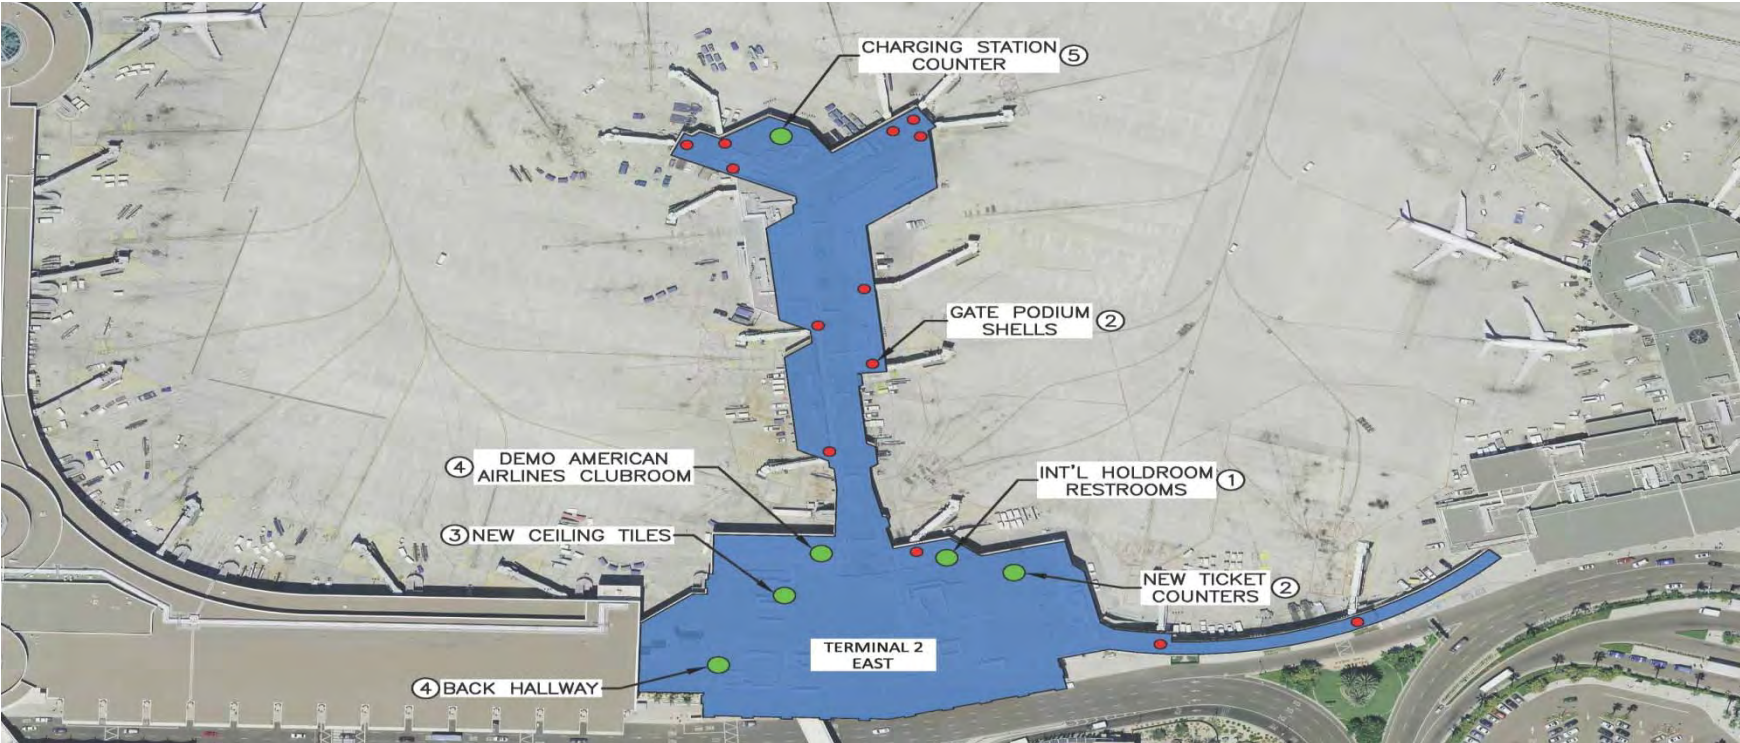 CHARGING STATION
COUNTER
5
GATE PODIUM
SHELLS
2
4
DEMO AMERICAN
AIRLINES CLUBROOM
INT'L HOLDROOM
RESTROOMS
1
3 NEW CEILING TILES
NEW TICKET
COUNTERS
2
TERMINAL 2
EAST
4 BACK HALLWAY